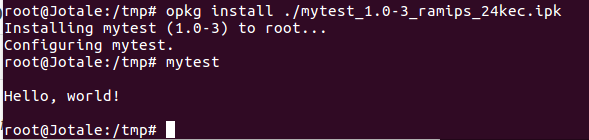 root@Jotale:/tmp# opkg install ./mytest_1.0-3_ramips_24kec.ipk
Installing mytest (1.0-3) to root...
Configuring mytest.
root@Jotale:/tmp# mytest
Hello, world!
root@Jotale:/tmp#